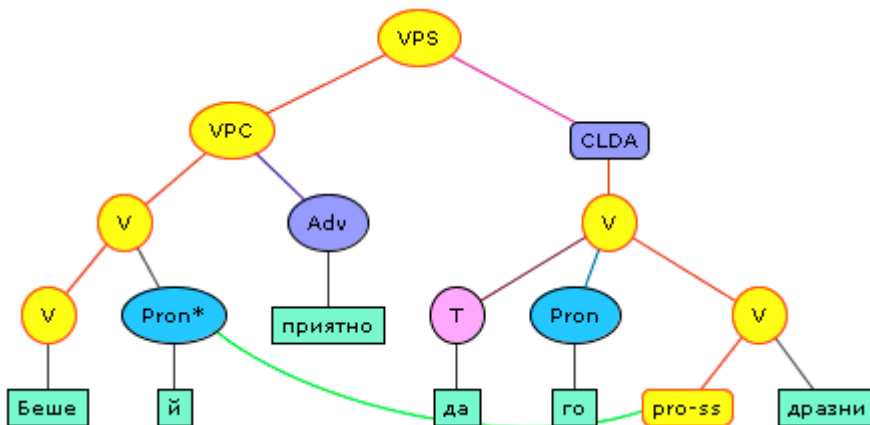 VPS
VPC CLDA
V Adv V
V Pron* приятно T Pron V
Беше й да го pro-ss дразни